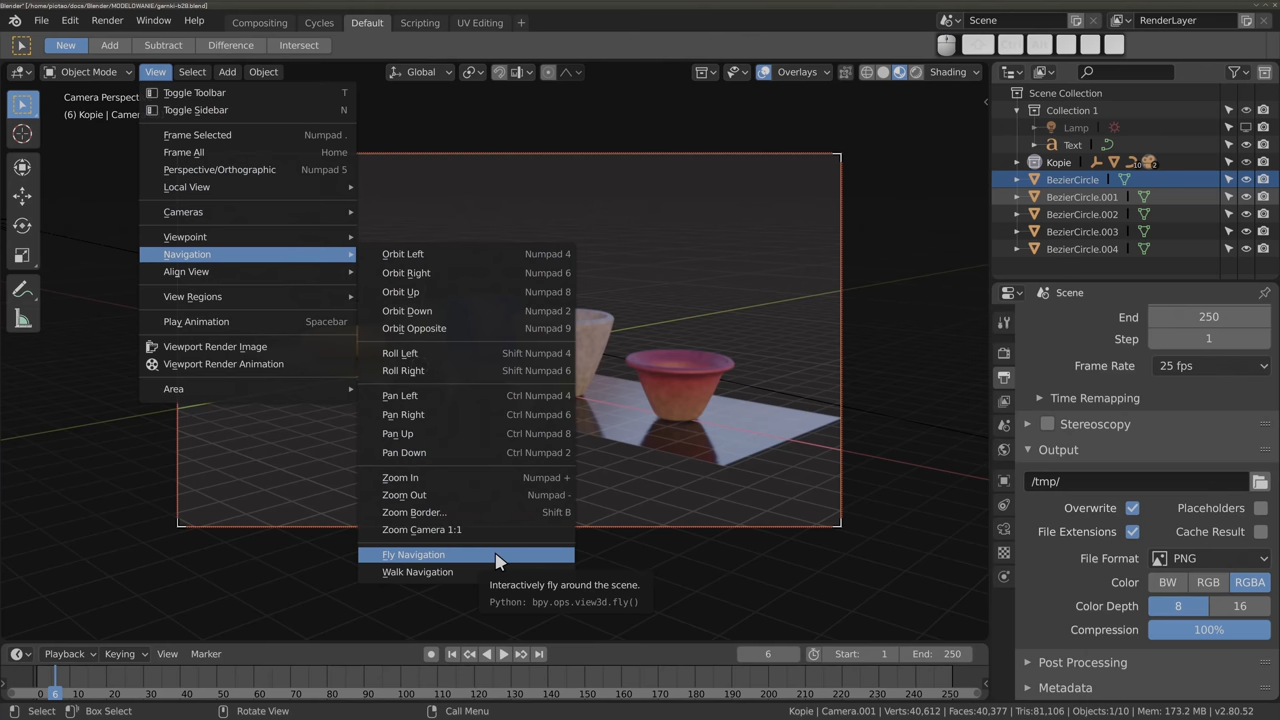 Blender* [/home/piotao/docs/Blender/MODELOWANIE/garnki-b28.blend]
File Edit Render Window Help
Kopiing Cycles Default Scripting UV Editing +
Scene
RenderLayer
New Add Subtract Difference Intersect
Ctrl Alt
Object Mode View Select Add Object
Global
Overlays Shading
Camera Perspect
(6) Kopie | Camer
Toggle Toolbar T
Toggle Sidebar N
Frame Selected Numpad .
Frame All Home
Perspective/Orthographic Numpad 5
Local View
Cameras
Viewpoint
Navigation
Align View
View Regions
Play Animation Spacebar
Viewport Render Image
Viewport Render Animation
Area
Orbit Left Numpad 4
Orbit Right Numpad 6
Orbit Up Numpad 8
Orbit Down Numpad 2
Orbit Opposite Numpad 9
Roll Left Shift Numpad 4
Roll Right Shift Numpad 6
Pan Left Ctrl Numpad 4
Pan Right Ctrl Numpad 6
Pan Up Ctrl Numpad 8
Pan Down Ctrl Numpad 2
Zoom In Numpad +
Zoom Out Numpad -
Zoom Border... Shift B
Zoom Camera 1:1
Fly Navigation
Walk Navigation
Interactively fly around the scene.
Python: bpy.ops.view3d.fly()
Scene Collection
Collection 1
Lamp
Text
Kopie 10 2
BezierCircle
BezierCircle.001
BezierCircle.002
BezierCircle.003
BezierCircle.004
Scene
End 250
Step 1
Frame Rate 25 fps
Time Remapping
Stereoscopy
Output
/tmp/
Overwrite Placeholders
File Extensions Cache Result
File Format PNG
Color BW RGB RGBA
Color Depth 8 16
Compression 100%
Post Processing
Metadata
Playback Keying View Marker
6 Start: 1 End: 250
0 6 10 20 30 40 50 60 70 80 90 100 110 120 130 140 150 160 170 180 190 200 210 220 230 240 250
Select Box Select Rotate View Call Menu
Kopie | Camera.001 | Verts:40,612 | Faces:40,377 | Tris:81,106 | Objects:1/10 | Mem: 173.2 MB | v2.80.52